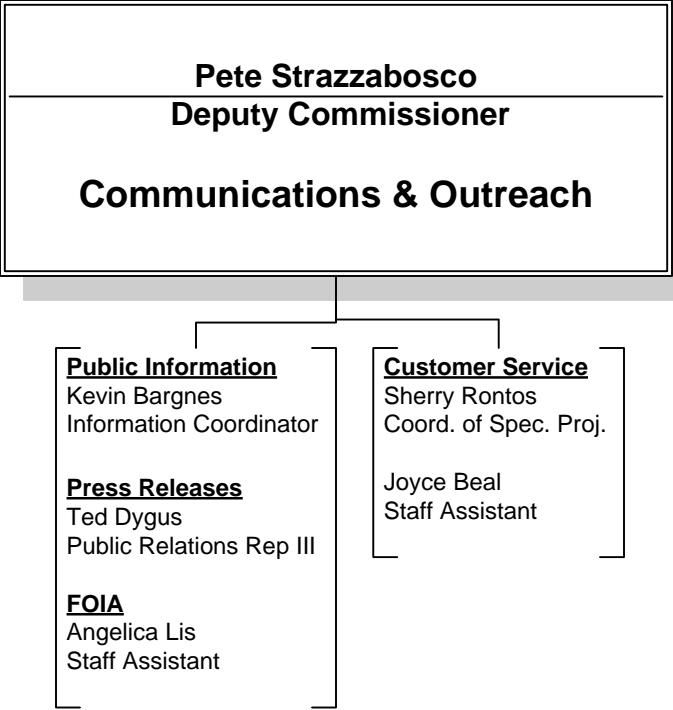 Pete Strazzabosco
Deputy Commissioner
Communications & Outreach
Public Information
Kevin Bargnes
Information Coordinator
Press Releases
Ted Dygus
Public Relations Rep III
FOIA
Angelica Lis
Staff Assistant
Customer Service
Sherry Rontos
Coord. of Spec. Proj.
Joyce Beal
Staff Assistant